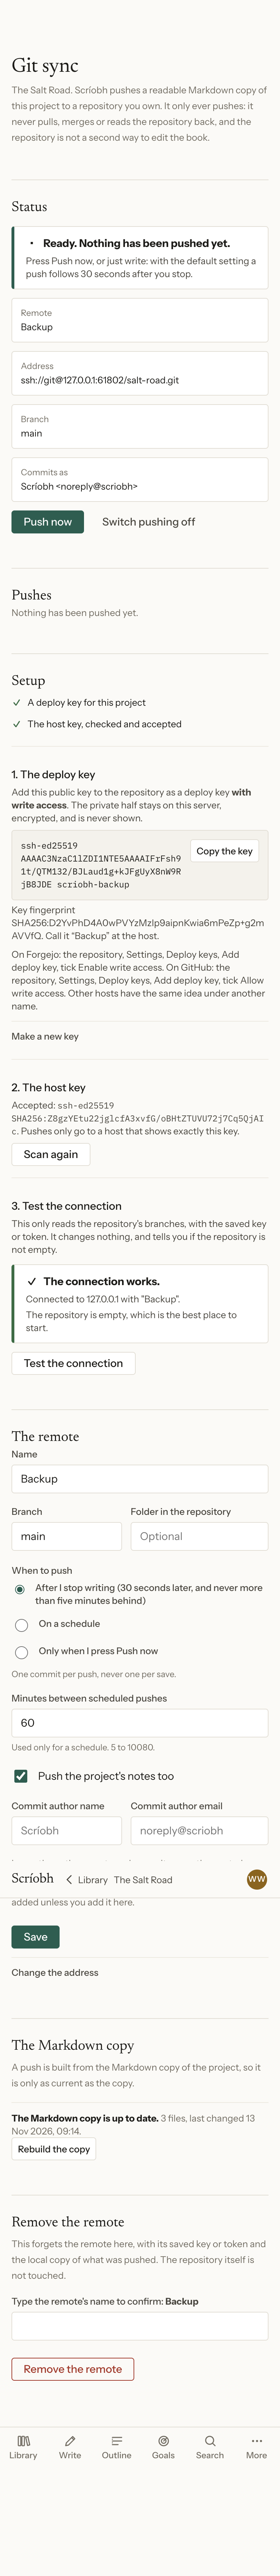 Git sync
The Salt Road. Scríobh pushes a readable Markdown copy of
this project to a repository you own. It only ever pushes: it
never pulls, merges or reads the repository back, and the
repository is not a second way to edit the book.
Status
Ready. Nothing has been pushed yet.
Press Push now, or just write: with the default setting a
push follows 30 seconds after you stop.
Remote
Backup
Address
ssh://git@127.0.0.1:61802/salt-road.git
Branch
main
Commits as
Scríobh <noreply@scriobh>
Push now Switch pushing off
Pushes
Nothing has been pushed yet.
Setup
A deploy key for this project
The host key, checked and accepted
1. The deploy key
Add this public key to the repository as a deploy key with
write access. The private half stays on this server,
encrypted, and is never shown.
ssh-ed25519
AAAAC3NzaC1lZDI1NTE5AAAAIFrFsh9
1t/QTM132/BJLaud1g+kJFgUyX8nW9R
jB8JDE scriobh-backup
Copy the key
Key fingerprint
SHA256:D2YvPhD4A0wPVYzMzIp9aipnKwia6mPeZp+g2m
AVVfQ. Call it “Backup” at the host.
On Forgejo: the repository, Settings, Deploy keys, Add
deploy key, tick Enable write access. On GitHub: the
repository, Settings, Deploy keys, Add deploy key, tick Allow
write access. Other hosts have the same idea under another
name.
Make a new key
2. The host key
Accepted: ssh-ed25519
SHA256:Z8gzYEtu22jglcfA3xvfG/oBHtZTUVU72j7Cq5QjAI
c. Pushes only go to a host that shows exactly this key.
Scan again
3. Test the connection
This only reads the repository's branches, with the saved key
or token. It changes nothing, and tells you if the repository is
not empty.
The connection works.
Connected to 127.0.0.1 with "Backup".
The repository is empty, which is the best place to
start.
Test the connection
The remote
Name
Backup
Branch Folder in the repository
main Optional
When to push
After I stop writing (30 seconds later, and never more
than five minutes behind)
On a schedule
Only when I press Push now
One commit per push, never one per save.
Minutes between scheduled pushes
60
Used only for a schedule. 5 to 10080.
Push the project's notes too
Commit author name Commit author email
Scríobh noreply@scriobh
Scríobh Library The Salt Road WW
added unless you add it here.
Save
Change the address
The Markdown copy
A push is built from the Markdown copy of the project, so it
is only as current as the copy.
The Markdown copy is up to date. 3 files, last changed 13
Nov 2026, 09:14.
Rebuild the copy
Remove the remote
This forgets the remote here, with its saved key or token and
the local copy of what was pushed. The repository itself is
not touched.
Type the remote's name to confirm: Backup
Remove the remote
Library Write Outline Goals Search More